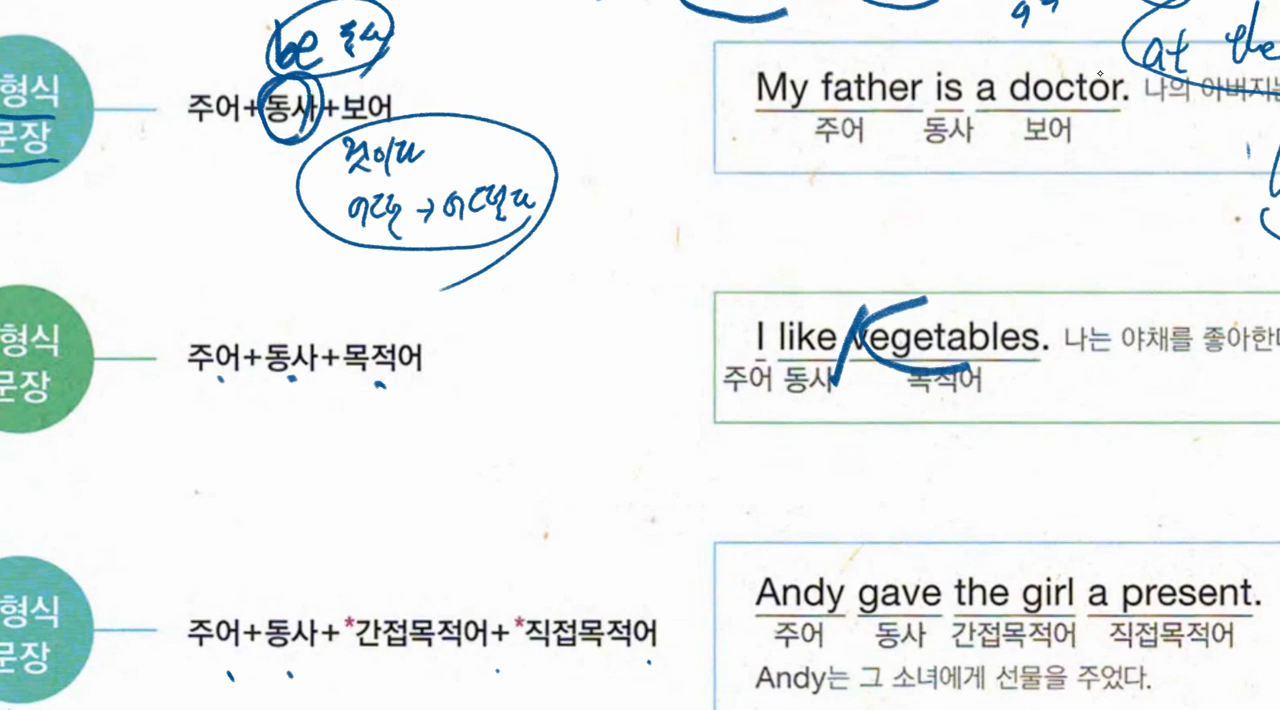 be 동사
at the
형식
문장
주어+동사+보어
My father is a doctor. 나의 아버지는
주어 동사 보어
것이다
어떤 → 어떻다
형식
문장
주어+동사+목적어
I like vegetables. 나는 야채를 좋아한다
주어 동사 목적어
형식
문장
주어+동사+*간접목적어+*직접목적어
Andy gave the girl a present.
주어 동사 간접목적어 직접목적어
Andy는 그 소녀에게 선물을 주었다.